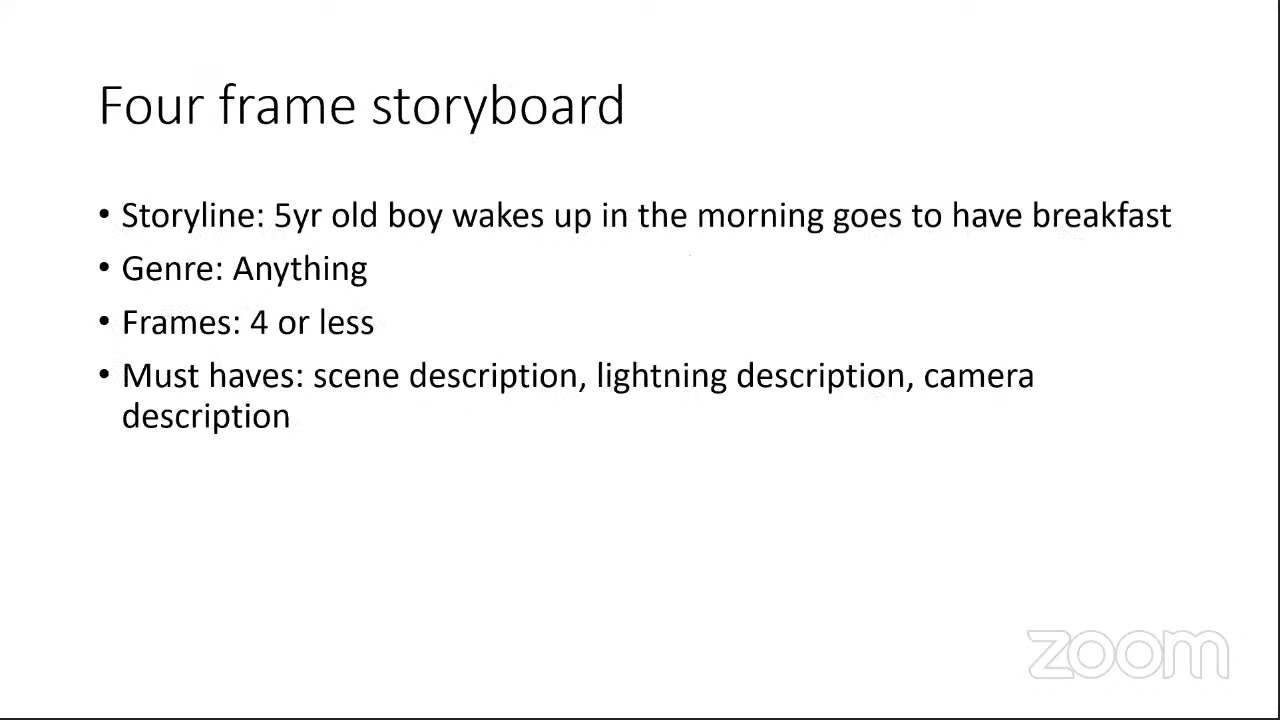 Four frame storyboard
• Storyline: 5yr old boy wakes up in the morning goes to have breakfast
• Genre: Anything
• Frames: 4 or less
• Must haves: scene description, lightning description, camera
description
zoom